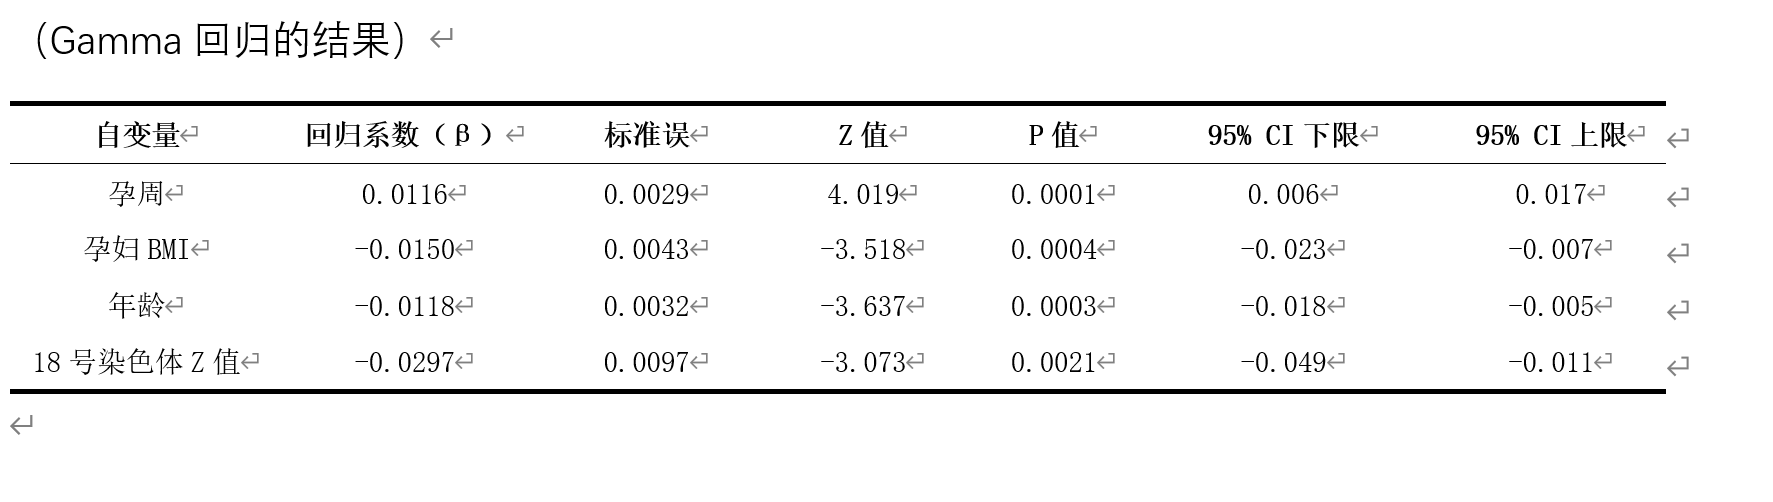 （Gamma 回归的结果）
自变量 回归系数（β） 标准误 Z 值 P 值 95% CI 下限 95% CI 上限
孕周 0.0116 0.0029 4.019 0.0001 0.006 0.017
孕妇 BMI -0.0150 0.0043 -3.518 0.0004 -0.023 -0.007
年龄 -0.0118 0.0032 -3.637 0.0003 -0.018 -0.005
18 号染色体 Z 值 -0.0297 0.0097 -3.073 0.0021 -0.049 -0.011